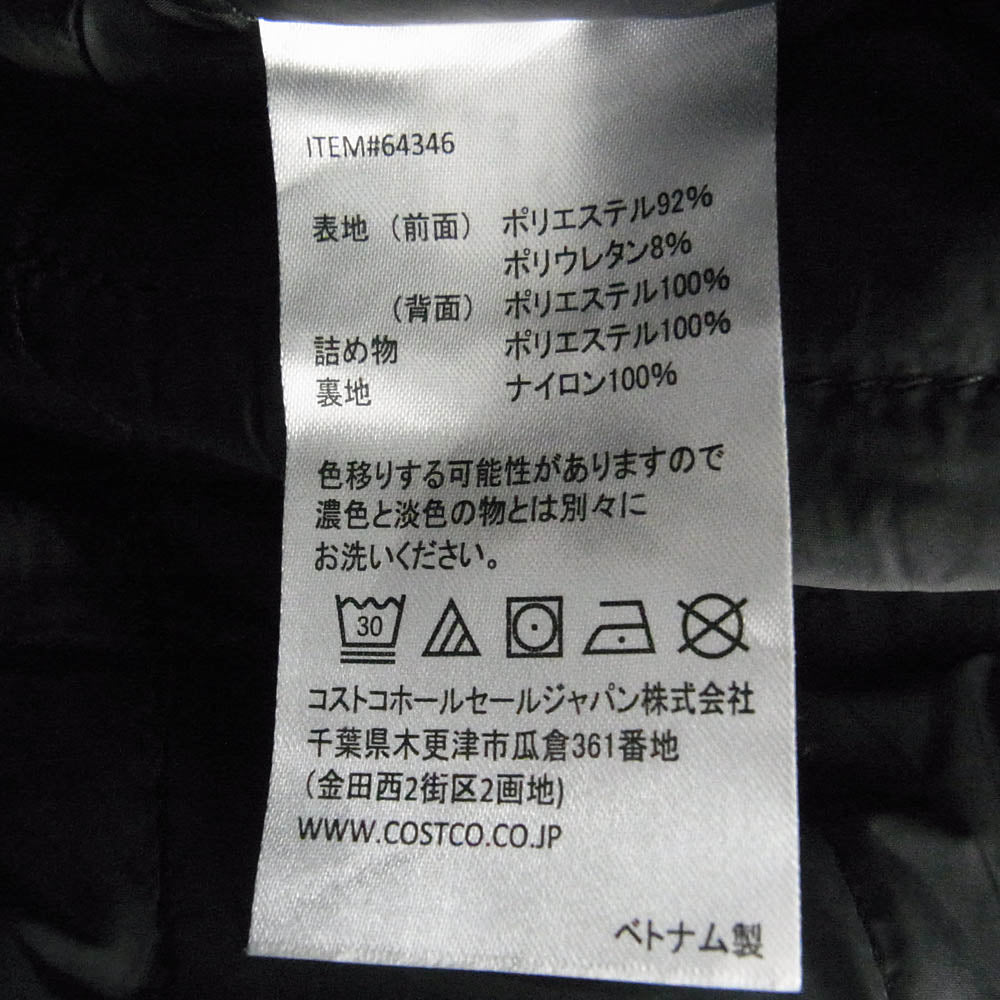 ITEM#64346
表地（前面） ポリエステル92%
ポリウレタン8%
（背面） ポリエステル100%
詰め物 ポリエステル100%
裏地 ナイロン100%
色移りする可能性がありますので
濃色と淡色の物とは別々に
お洗いください。
30
コストコホールセールジャパン株式会社
千葉県木更津市瓜倉361番地
(金田西2街区2画地)
WWW.COSTCO.CO.JP
ベトナム製